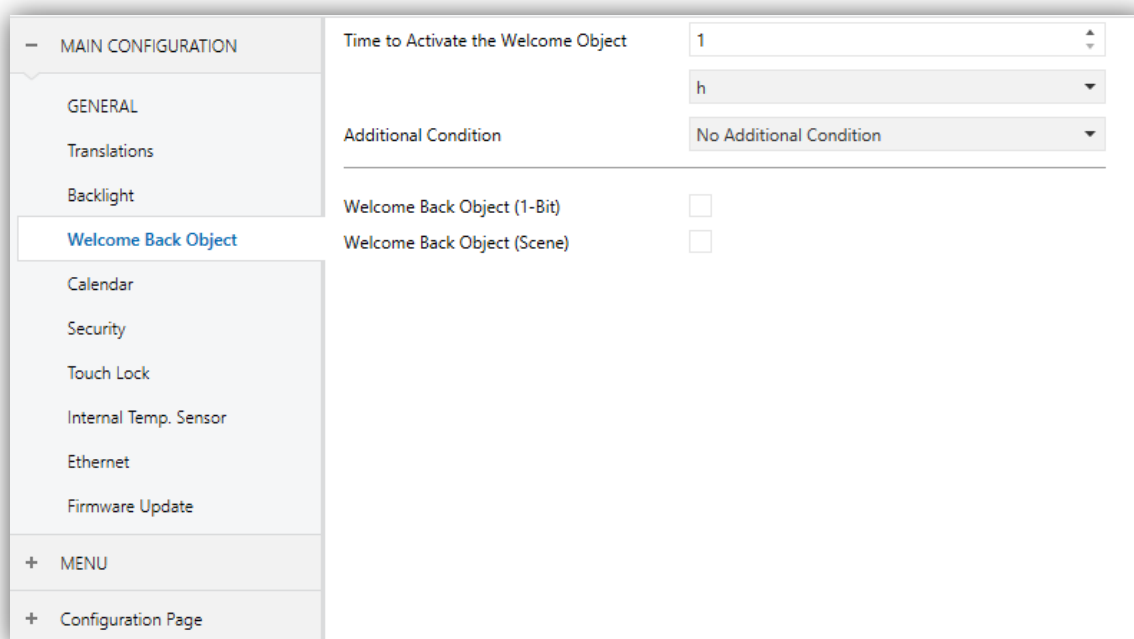 MAIN CONFIGURATION
GENERAL
Translations
Backlight
Welcome Back Object
Calendar
Security
Touch Lock
Internal Temp. Sensor
Ethernet
Firmware Update
MENU
Configuration Page
Time to Activate the Welcome Object 1
h
Additional Condition No Additional Condition
Welcome Back Object (1-Bit)
Welcome Back Object (Scene)